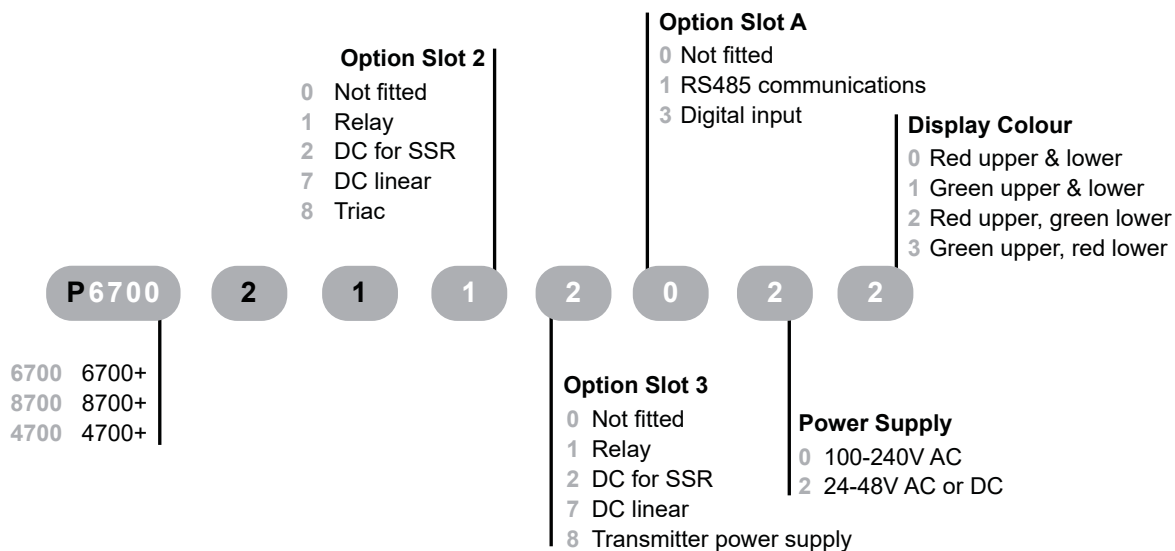 Option Slot A
0 Not fitted
1 RS485 communications
3 Digital input
Option Slot 2
0 Not fitted
1 Relay
2 DC for SSR
7 DC linear
8 Triac
Display Colour
0 Red upper & lower
1 Green upper & lower
2 Red upper, green lower
3 Green upper, red lower
P6700 2 1 1 2 0 2 2
6700 6700+
8700 8700+
4700 4700+
Option Slot 3
0 Not fitted
1 Relay
2 DC for SSR
7 DC linear
8 Transmitter power supply
Power Supply
0 100-240V AC
2 24-48V AC or DC